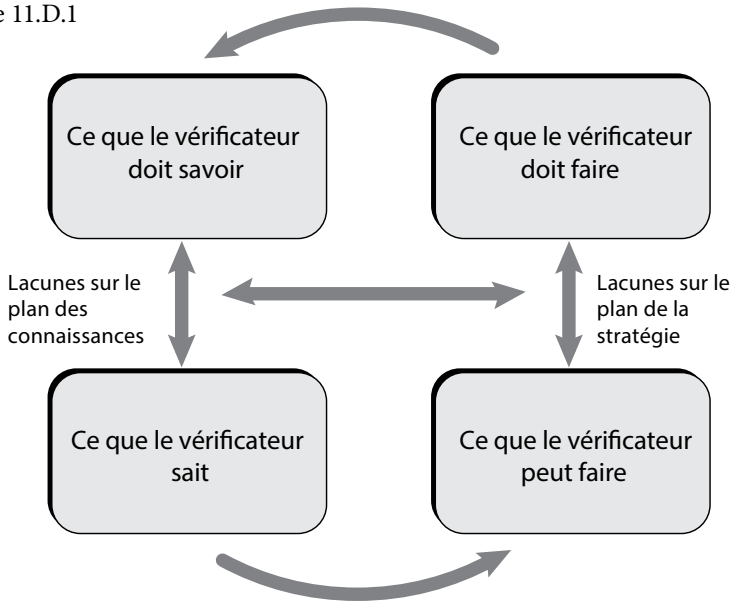 e 11.D.1
Ce que le vérificateur
doit savoir
Ce que le vérificateur
doit faire
Lacunes sur le
plan des
connaissances
Lacunes sur le
plan de la
stratégie
Ce que le vérificateur
sait
Ce que le vérificateur
peut faire